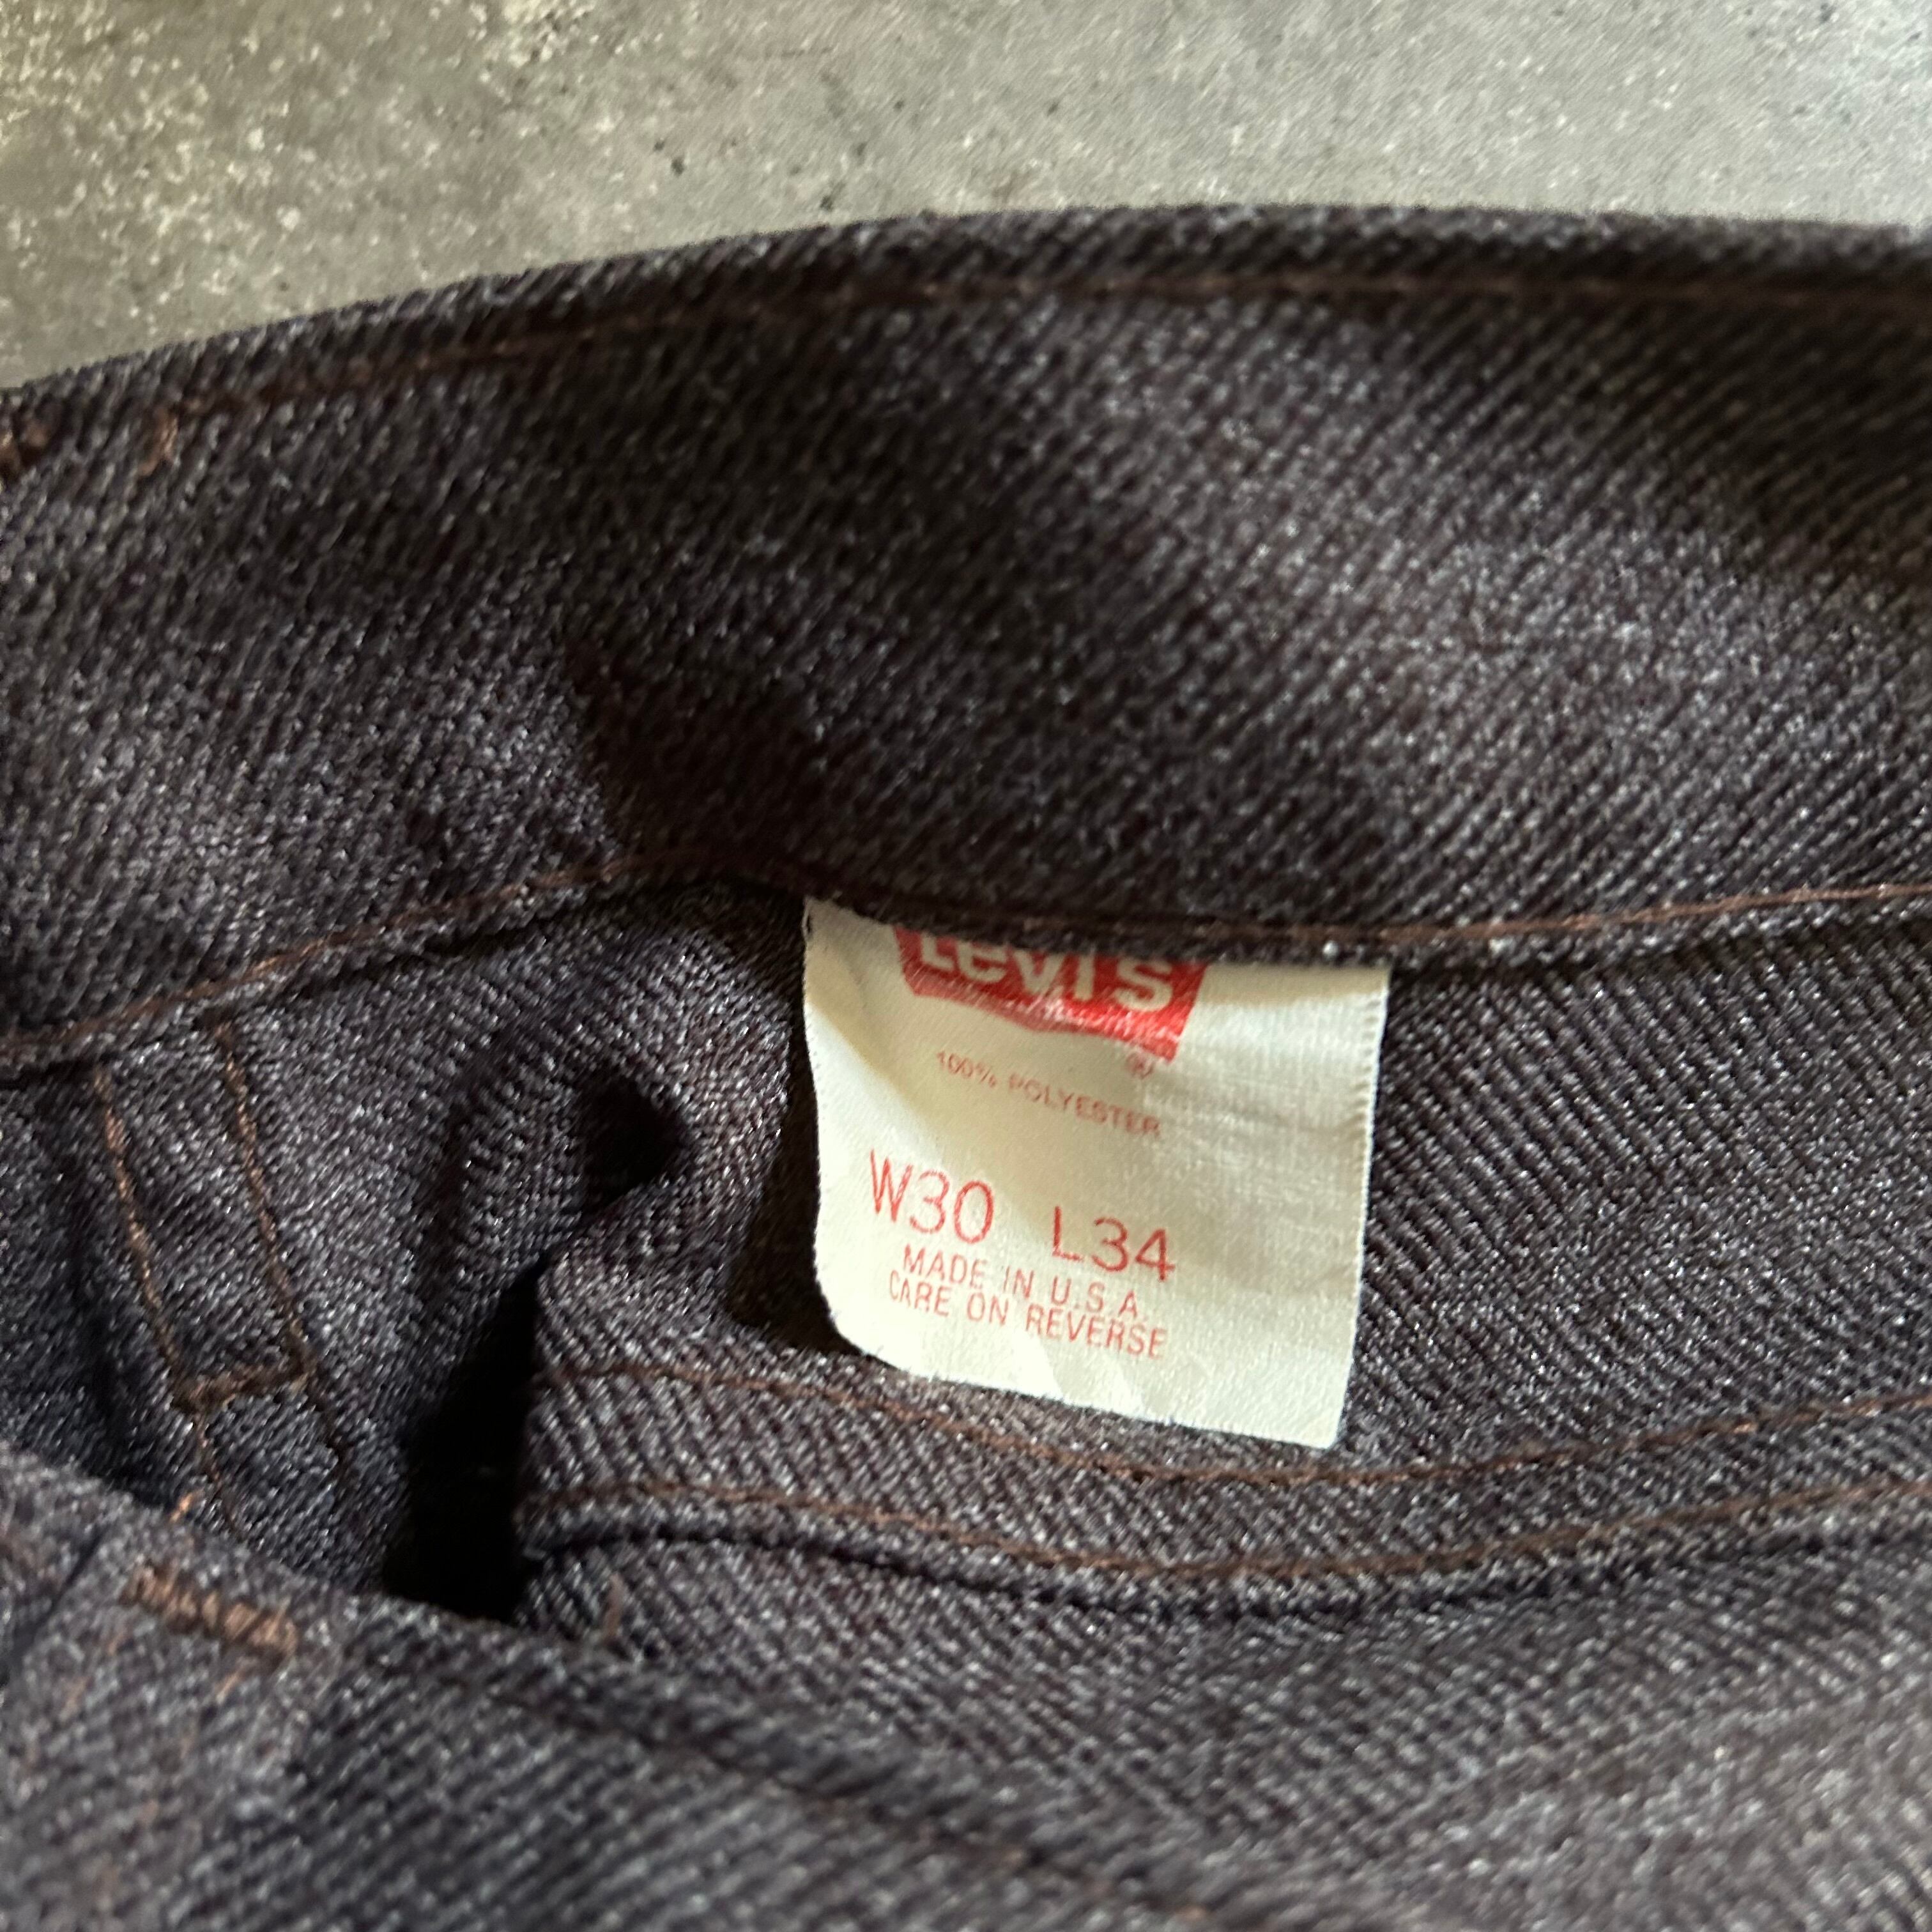 Levi's
®
100% POLYESTER
W30 L34
MADE IN U.S.A.
CARE ON REVERSE